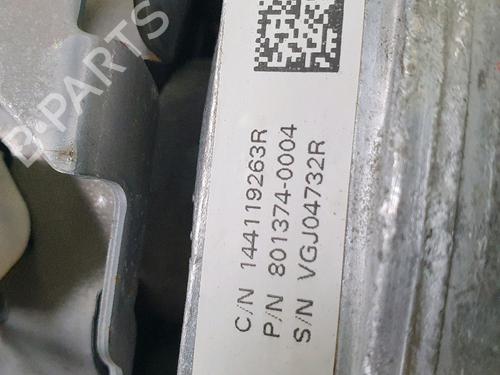 B-PARTS
C/N 144119263R
P/N 801374-0004
S/N VGJ04732R